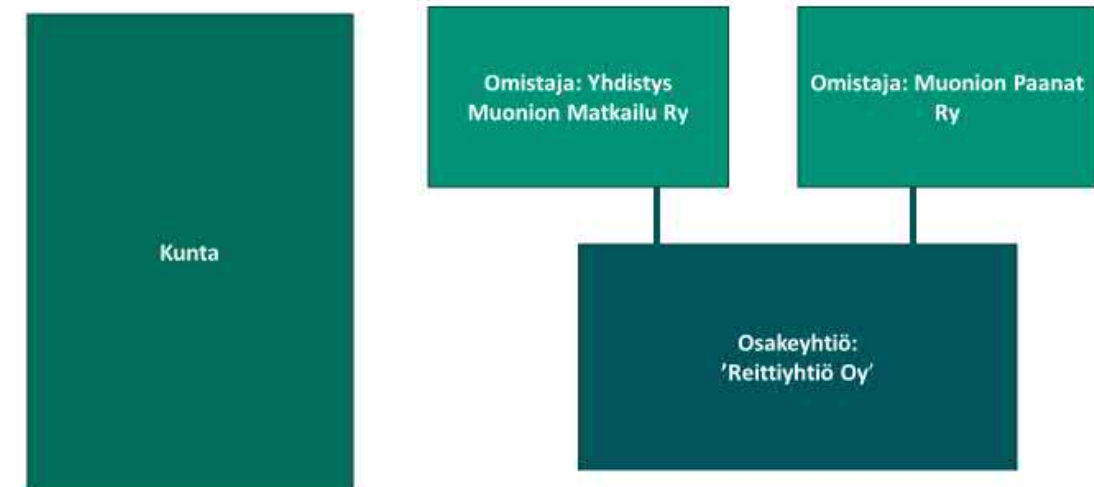 Kunta
Omistaja: Yhdistys
Muonion Matkailu Ry
Omistaja: Muonion Paanat
Ry
Osakeyhtiö:
’Reittiyhtiö Oy’